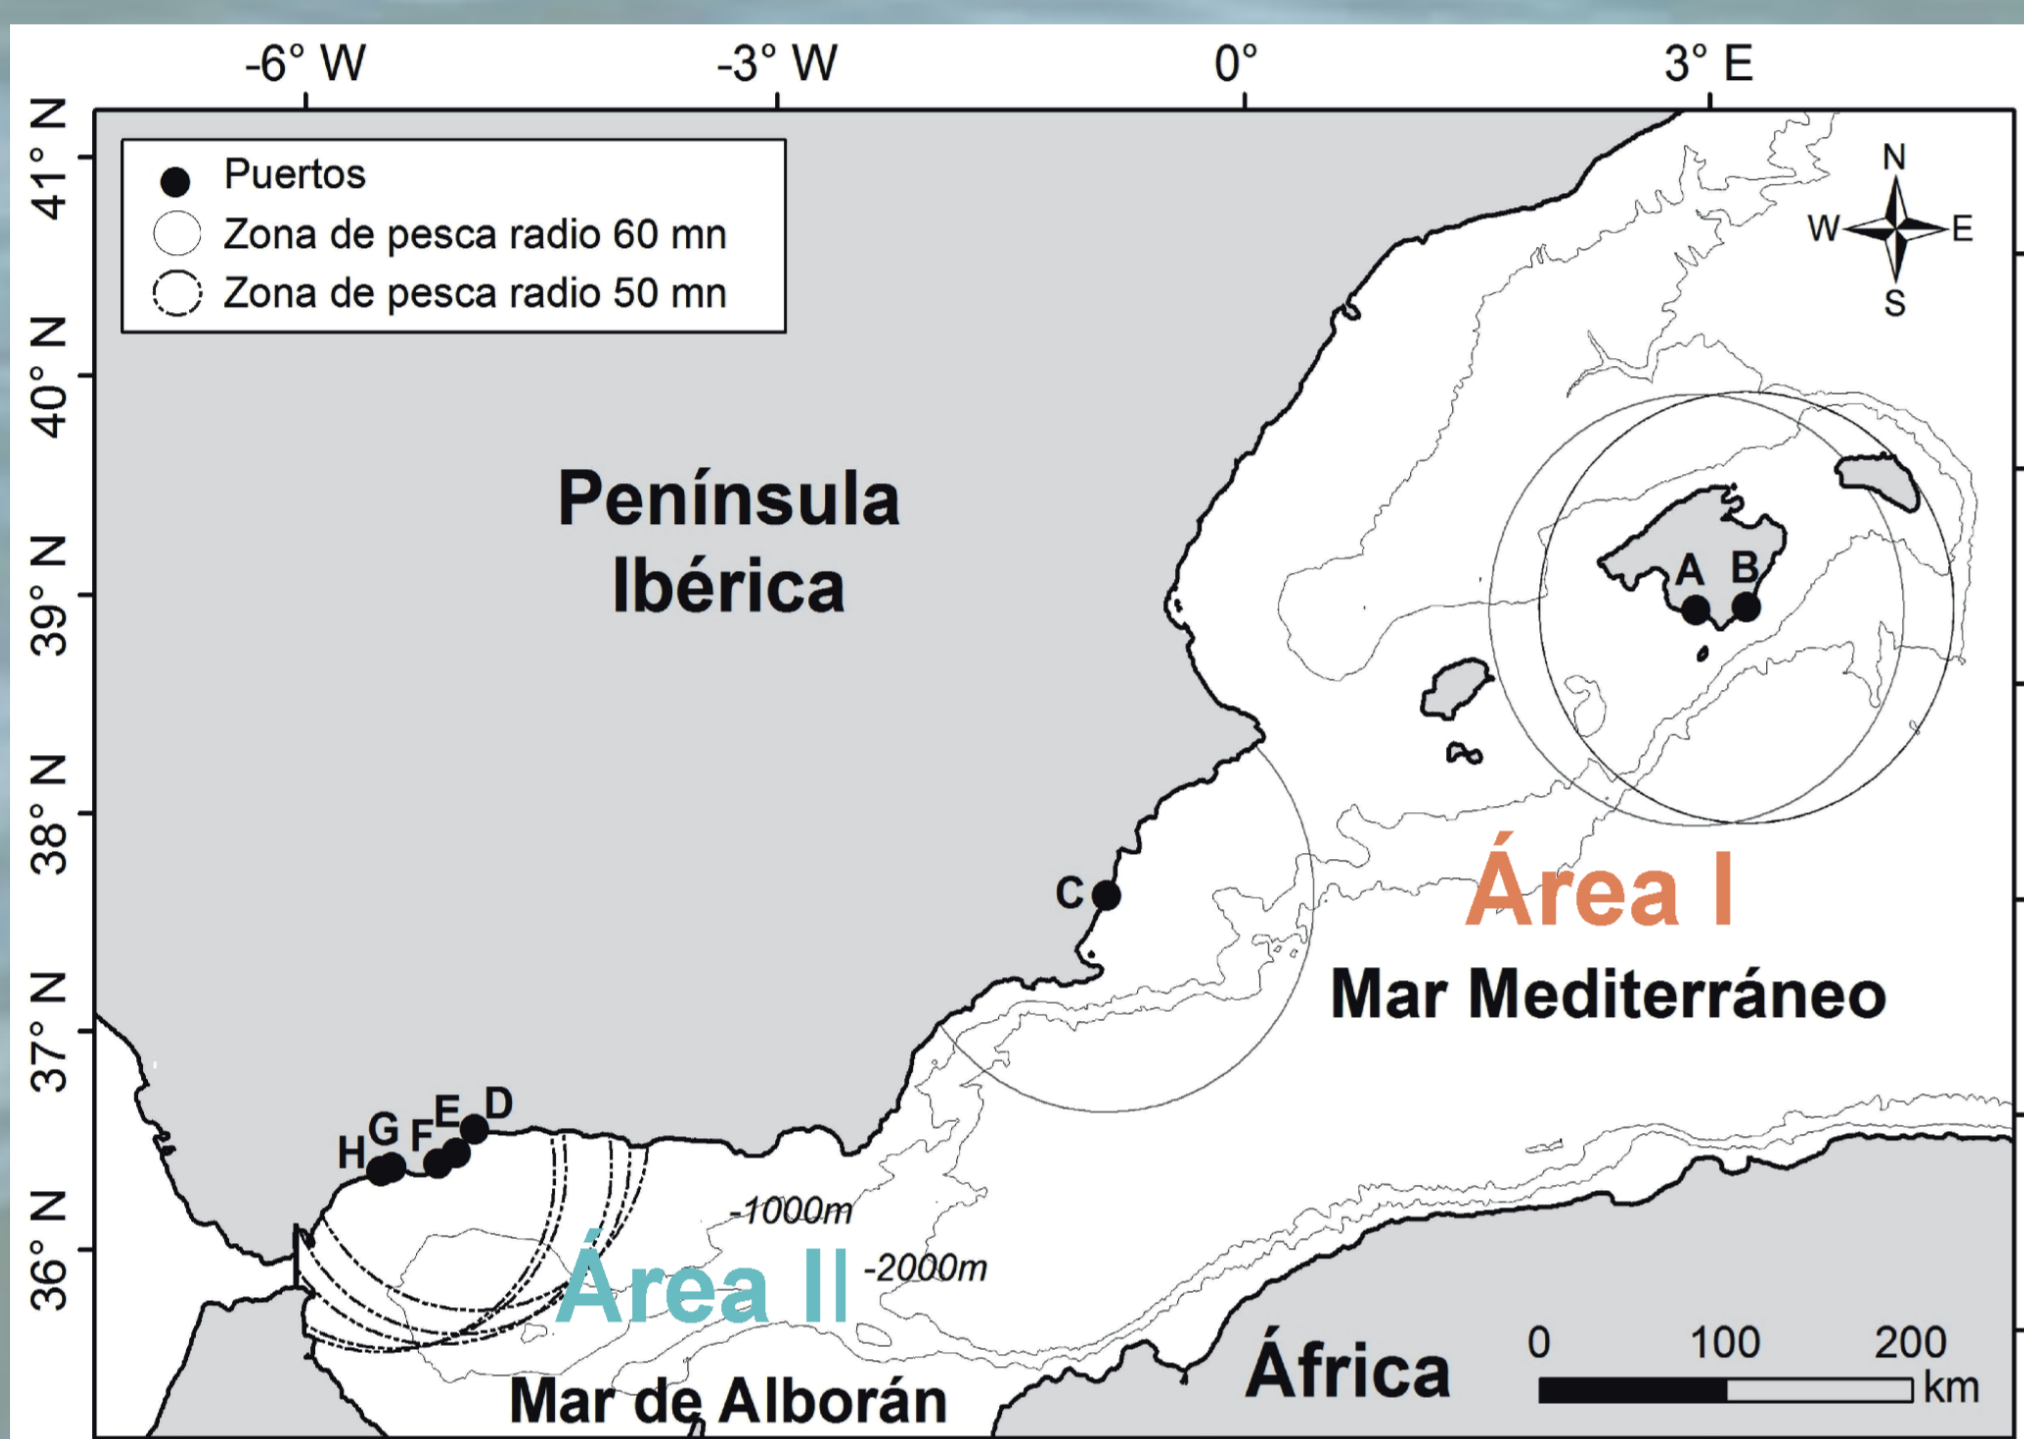 -6° W
-3° W
0°
3° E
41° N
40° N
39° N
38° N
37° N
36° N
Puertos
Zona de pesca radio 60 mn
Zona de pesca radio 50 mn
N
W
E
S
Península
Ibérica
A
B
C
Área I
Mar Mediterráneo
D
E
F
G
H
-1000m
-2000m
Área II
Mar de Alborán
África
0
100
200
km